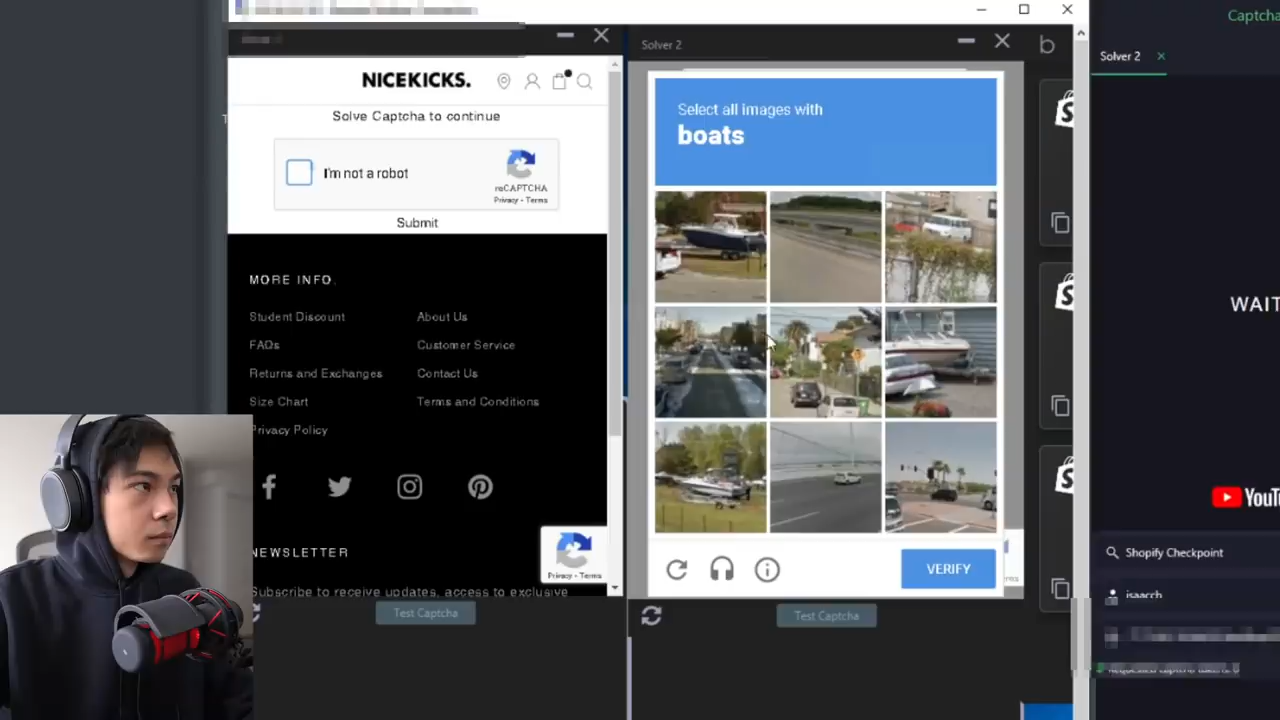 Captcha
Solver 2
Solver 2
NICEKICKS.
Solve Captcha to continue
I'm not a robot
reCAPTCHA
Privacy - Terms
Submit
Select all images with
boats
MORE INFO.
Student Discount
About Us
FAQs
Customer Service
Returns and Exchanges
Contact Us
Size Chart
Terms and Conditions
Privacy Policy
WAIT
YouTu
NEWSLETTER
Privacy - Terms
Subscribe to receive updates, access to exclusive
VERIFY
Test Captcha
Test Captcha
Shopify Checkpoint
isaacch